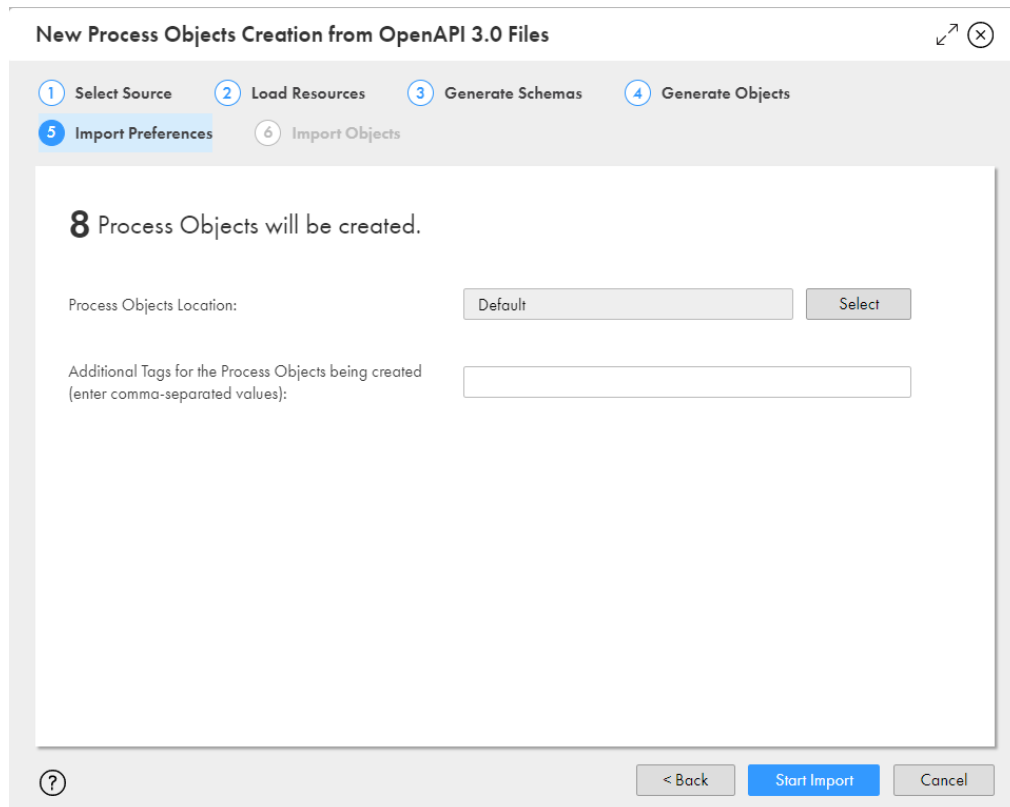 New Process Objects Creation from OpenAPI 3.0 Files
1 Select Source 2 Load Resources 3 Generate Schemas 4 Generate Objects
5 Import Preferences 6 Import Objects
8 Process Objects will be created.
Process Objects Location: Default Select
Additional Tags for the Process Objects being created
(enter comma-separated values):
? < Back Start Import Cancel